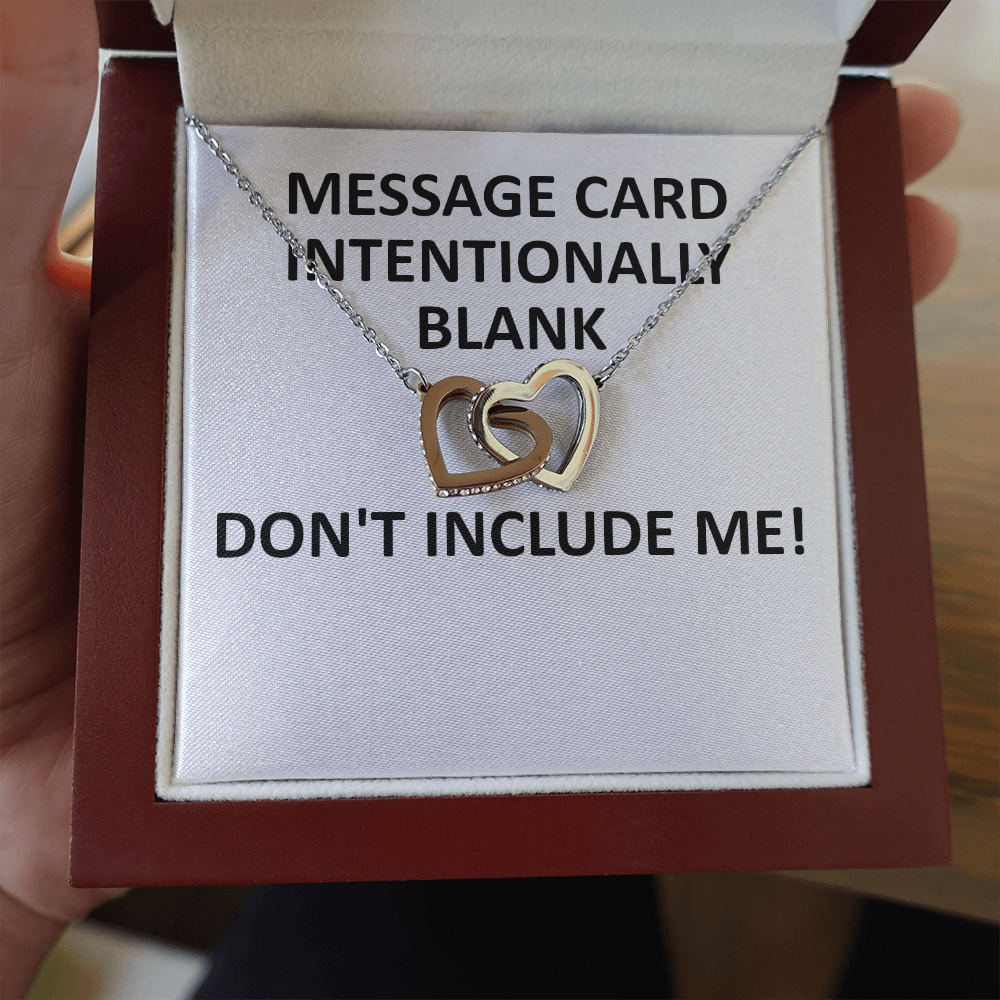 MESSAGE CARD
INTENTIONALLY
BLANK
DON'T INCLUDE ME!